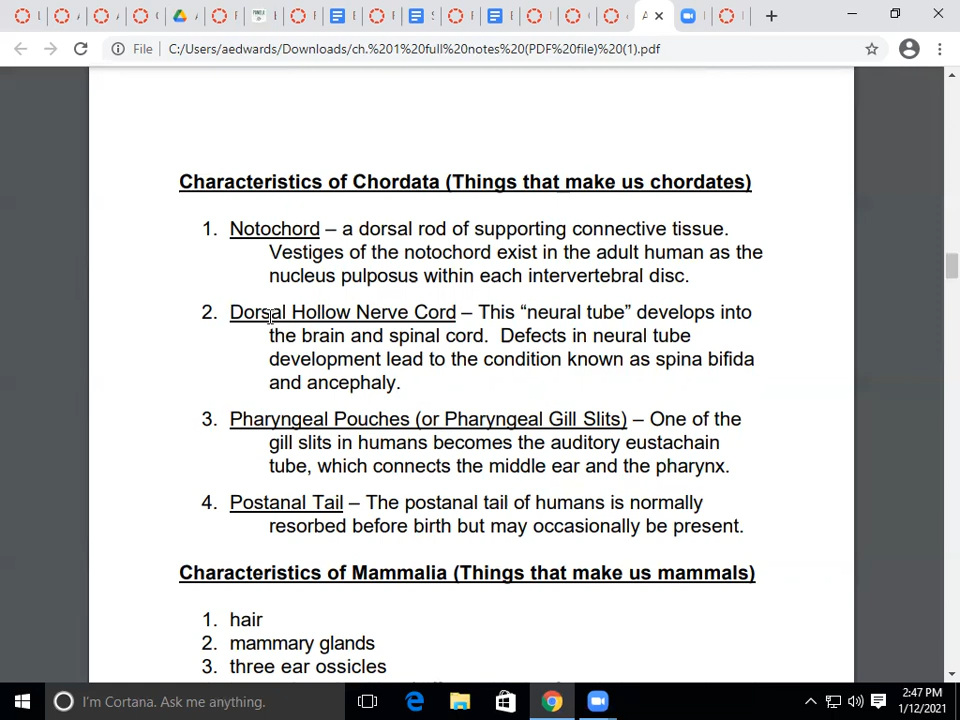 File
C:/Users/aedwards/Downloads/ch.%201%20full%20notes%20(PDF%20file)%20(1).pdf
Characteristics of Chordata (Things that make us chordates)
1. Notochord – a dorsal rod of supporting connective tissue.
Vestiges of the notochord exist in the adult human as the
nucleus pulposus within each intervertebral disc.
2. Dorsal Hollow Nerve Cord – This “neural tube” develops into
the brain and spinal cord. Defects in neural tube
development lead to the condition known as spina bifida
and ancephaly.
3. Pharyngeal Pouches (or Pharyngeal Gill Slits) – One of the
gill slits in humans becomes the auditory eustachain
tube, which connects the middle ear and the pharynx.
4. Postanal Tail – The postanal tail of humans is normally
resorbed before birth but may occasionally be present.
Characteristics of Mammalia (Things that make us mammals)
1. hair
2. mammary glands
3. three ear ossicles
I'm Cortana. Ask me anything.
2:47 PM
1/12/2021